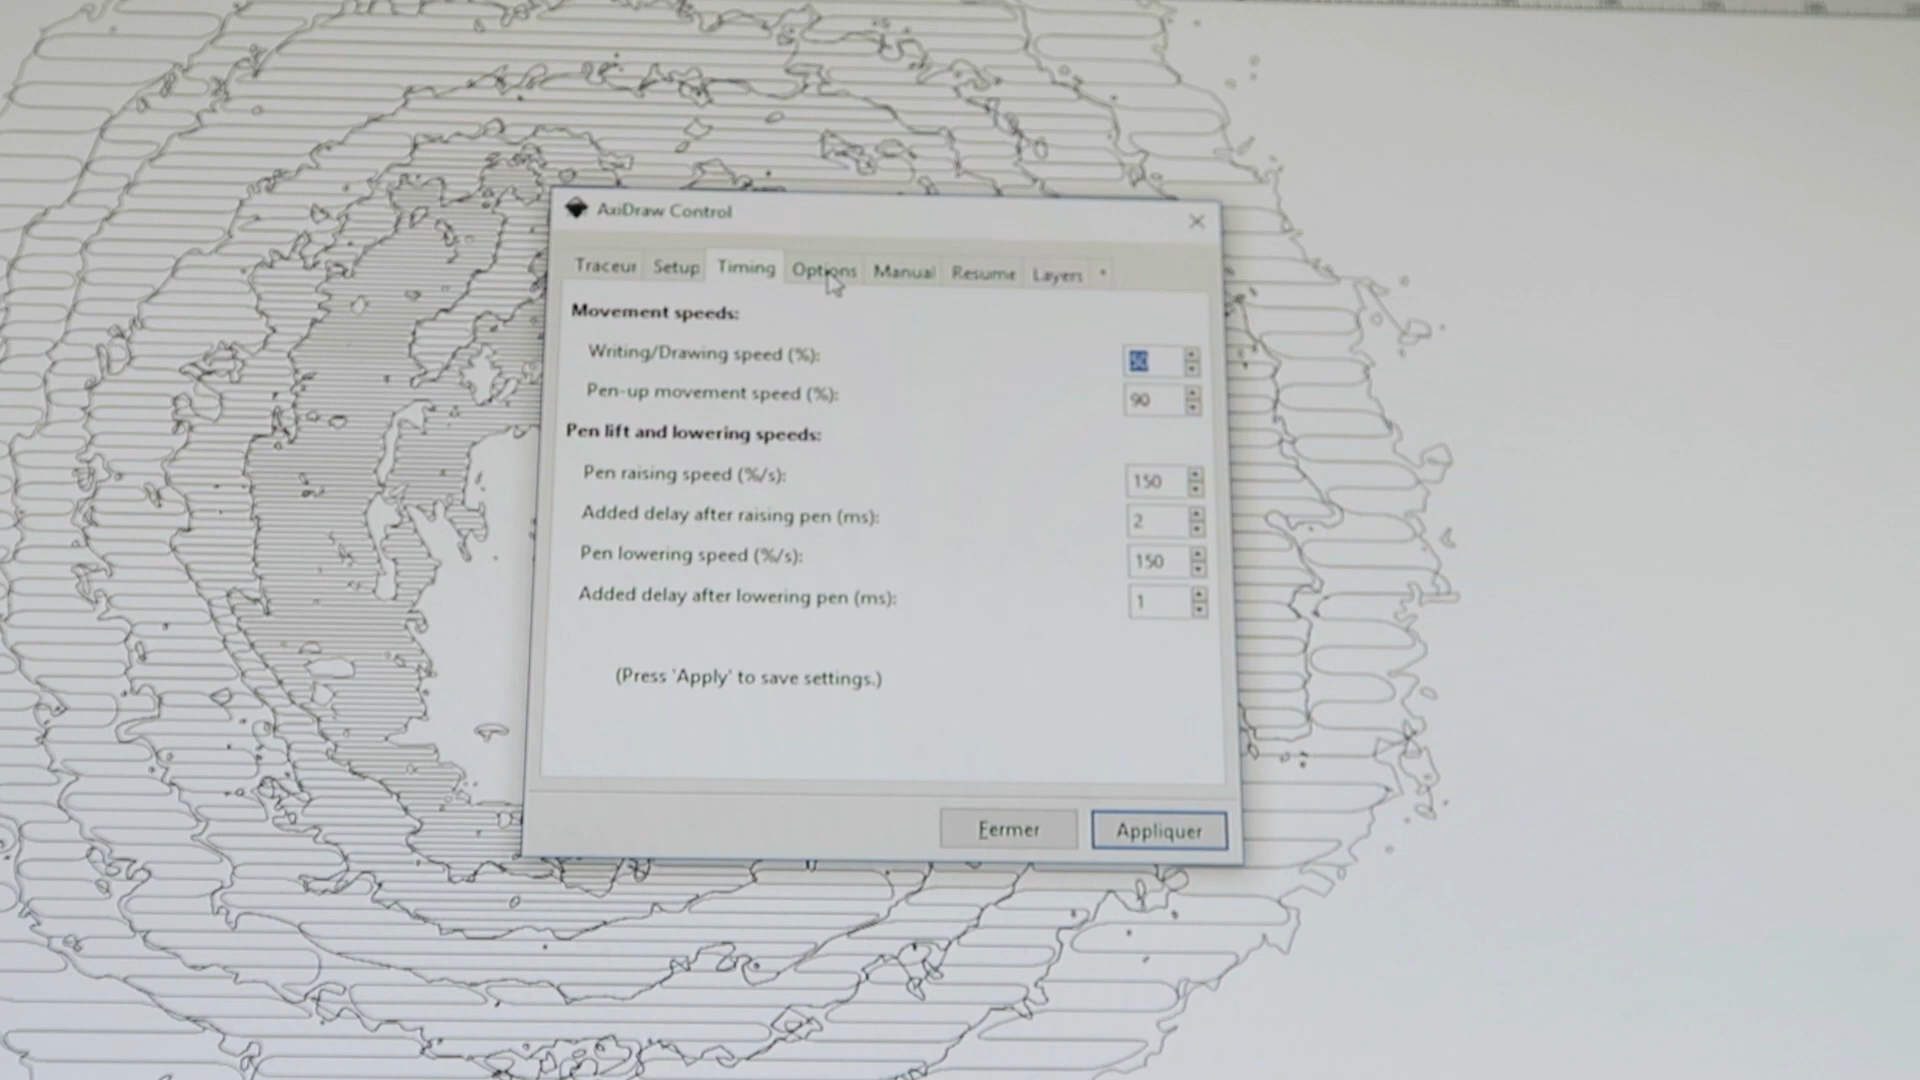 AxiDraw Control
Traceur Setup Timing Options Manual Resume Layers
Movement speeds:
Writing/Drawing speed (%): 50
Pen-up movement speed (%): 90
Pen lift and lowering speeds:
Pen raising speed (%/s): 150
Added delay after raising pen (ms): 2
Pen lowering speed (%/s): 150
Added delay after lowering pen (ms): 1
(Press 'Apply' to save settings.)
Fermer Appliquer